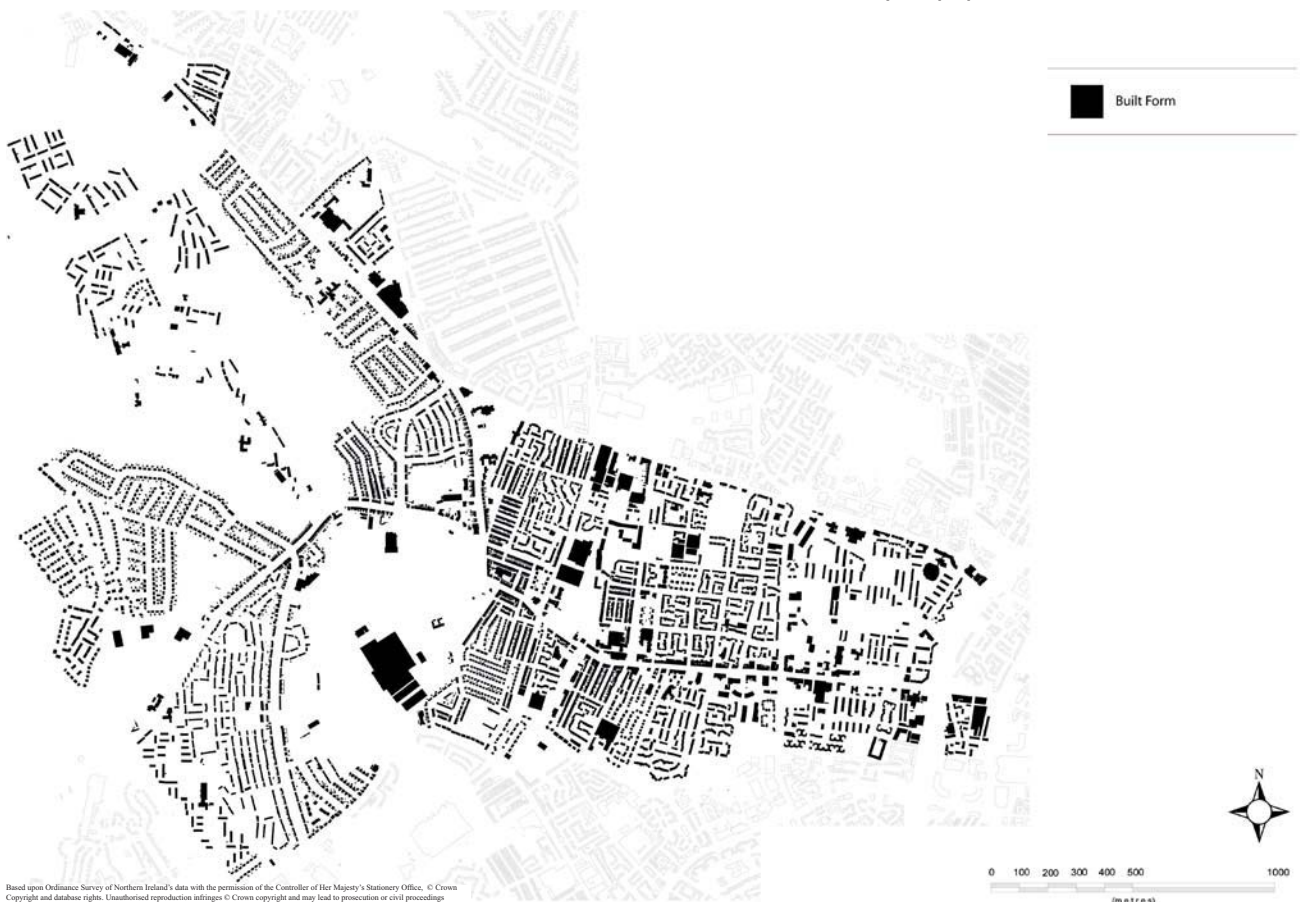 Built Form
N
0 100 200 300 400 500 1000
(metres)
Based upon Ordinance Survey of Northern Ireland's data with the permission of the Controller of Her Majesty's Stationery Office, © Crown
Copyright and database rights. Unauthorised reproduction infringes © Crown copyright and may lead to prosecution or civil proceedings